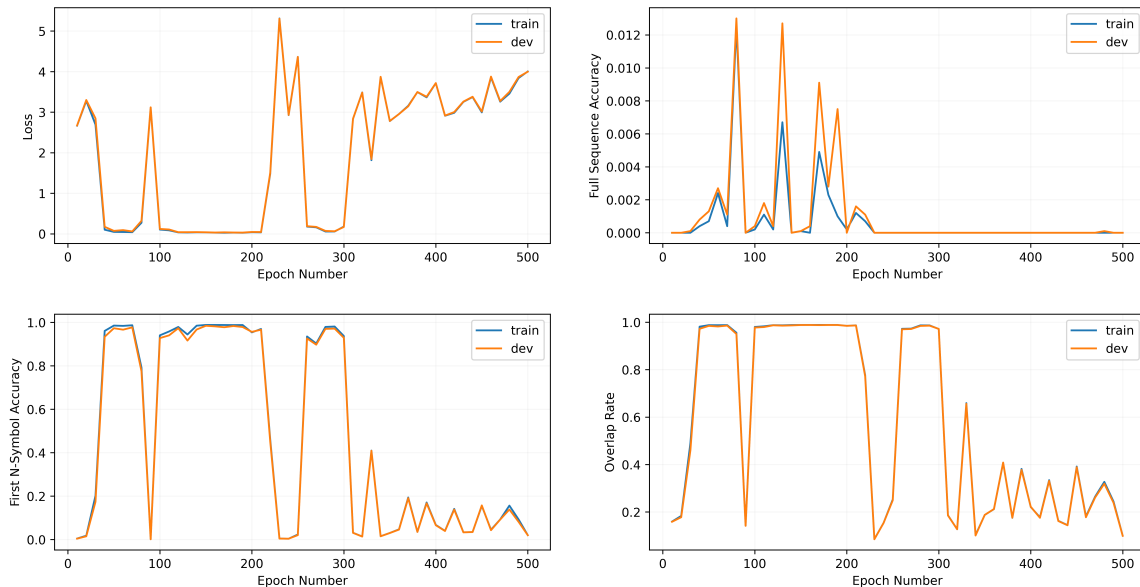 train
dev
Loss
5
4
3
2
1
0
0 100 200 300 400 500
Epoch Number
train
dev
Full Sequence Accuracy
0.012
0.010
0.008
0.006
0.004
0.002
0.000
0 100 200 300 400 500
Epoch Number
train
dev
First N-Symbol Accuracy
1.0
0.8
0.6
0.4
0.2
0.0
0 100 200 300 400 500
Epoch Number
train
dev
Overlap Rate
1.0
0.8
0.6
0.4
0.2
0 100 200 300 400 500
Epoch Number